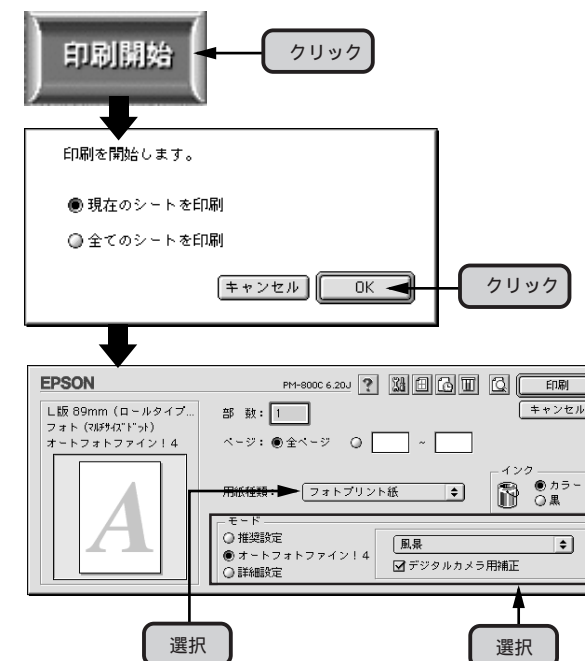 印刷開始
クリック
印刷を開始します。
現在のシートを印刷
全てのシートを印刷
キャンセル
OK
クリック
EPSON
PM-800C 6.20J
?
印刷
キャンセル
L版 89mm (ロールタイプ...
フォト (マルチサイズドット)
オートフォトファイン!4
A
部 数: 1
ページ: 全ページ ~
用紙種類: フォトプリント紙
インク
カラー
黒
モード
推奨設定
オートフォトファイン!4
詳細設定
風景
デジタルカメラ用補正
選択
選択